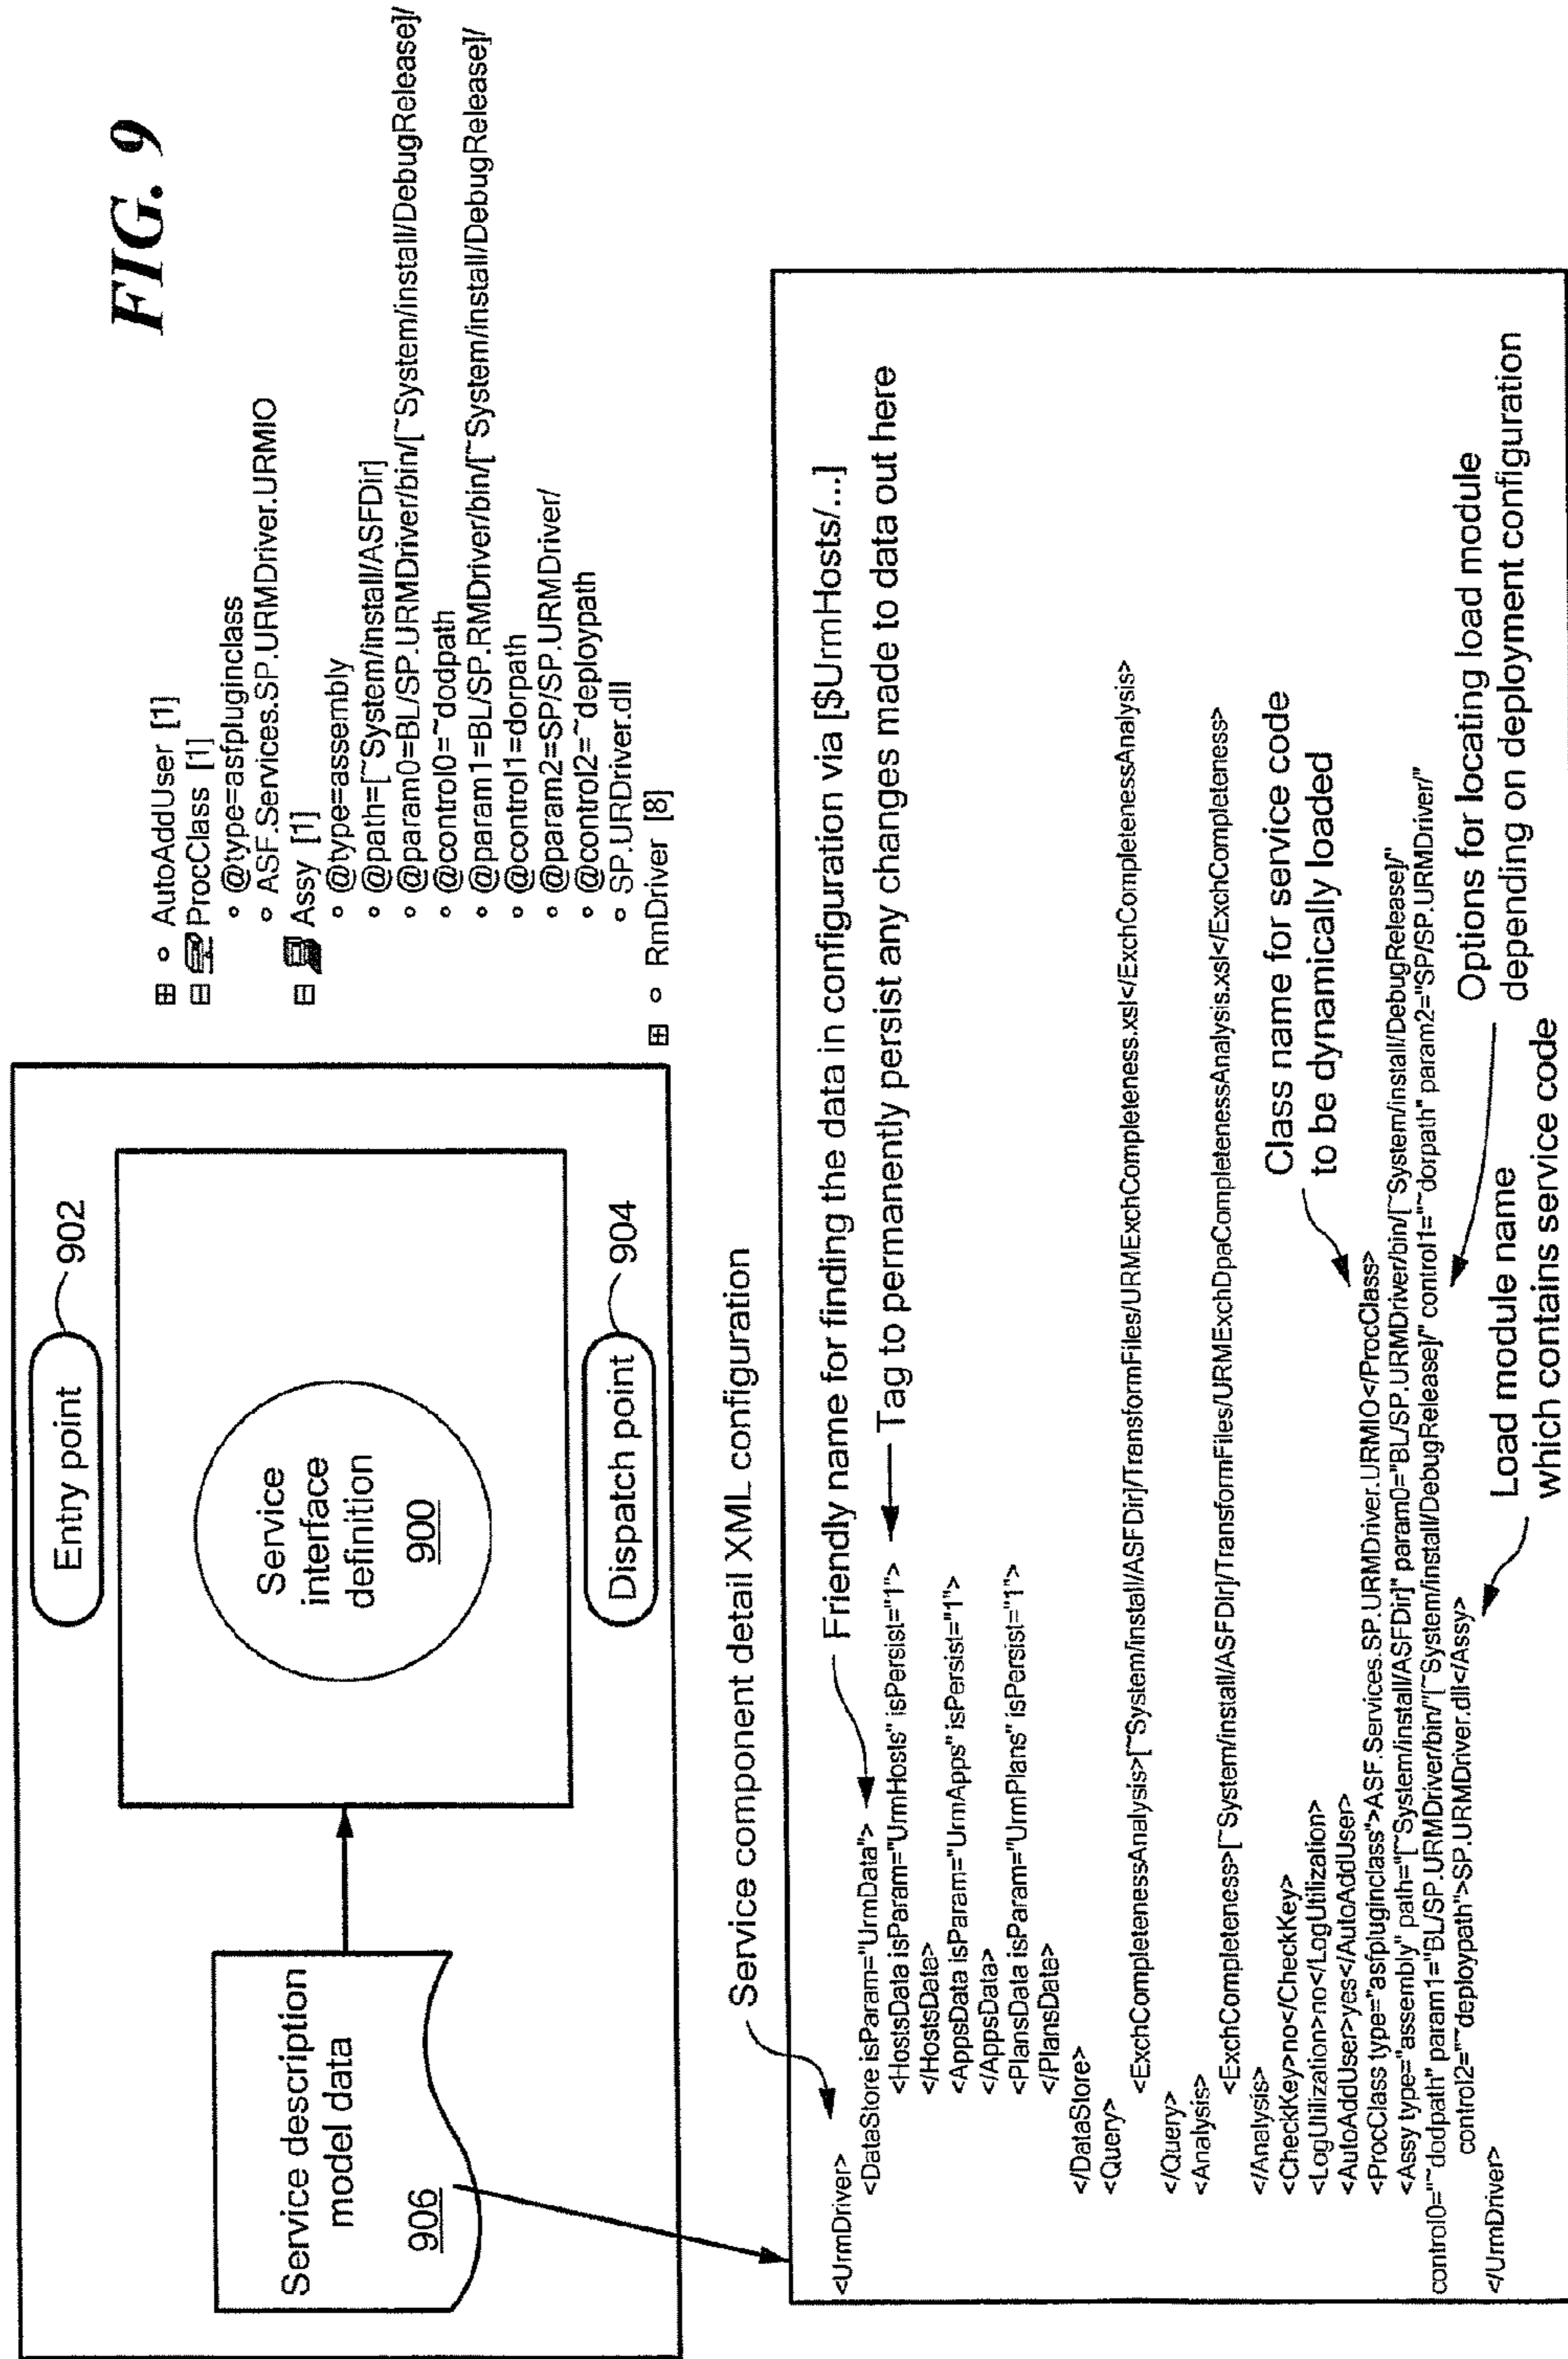 FIG. 9
Entry point
902
Service
interface
definition
900
Dispatch point
904
Service description
model data
906
AutoAddUser [1]
ProcClass [1]
@type=asfpluginclass
ASF.Services.SP.URMDriver.URMIO
Assy [1]
@type=assembly
@path=[~System/install/ASFDir]
@param0=BL/SP.URMDriver/bin/[~System/install/DebugRelease]/
@control0=~dodpath
@param1=BL/SP.RMDriver/bin/[~System/install/DebugRelease]/
@control1=dorpath
@param2=SP/SP.URMDriver/
@control2=~deploypath
SP.URDriver.dll
RmDriver [8]
Service component detail XML configuration
Friendly name for finding the data in configuration via [$UrmHosts/...]
Tag to permanently persist any changes made to data out here
<UrmDriver>
<DataStore isParam="UrmData">
<HostsData isParam="UrmHosts" isPersist="1">
</HostsDate>
<AppsData isParam="UrmApps" isPersist="1">
</AppsData>
<PlansData isParam="UrmPlans" isPersist="1">
</PlansDate>
</DataStore>
<Query>
<ExchCompletenessAnalysis>[~System/install/ASFDir]/TransformFiles/URMExchCompleteness.xsl</ExchCompletenessAnalysis>
</Query>
<Analysis>
<ExchCompleteness>[~System/install/ASFDir]/TransformFiles/URMExchDpaCompletenessAnalysis.xsl</ExchCompleteness>
</Analysis>
<CheckKey>no</CheckKey>
<LogUtilization>no</LogUtilization>
<AutoAddUser>yes</AutoAddUser>
<ProcClass type="asfpluginclass">ASF.Services.SP.URMDriver.URMIO</ProcClass>
<Assy type="assembly" path="[~System/install/ASFDir]" param0="BL/SP.URMDriver/bin/[~System/install/DebugRelease]/"
control0="~dodpath" param1="BL/SP.URMDriver/bin/"[~System/install/DebugRelease]/" control1="~dorpath" param2="SP/SP.URMDriver/"
control2="~deploypath">SP.URMDriver.dll</Assy>
</UrmDriver>
Class name for service code
to be dynamically loaded
Options for locating load module
depending on deployment configuration
Load module name
which contains service code